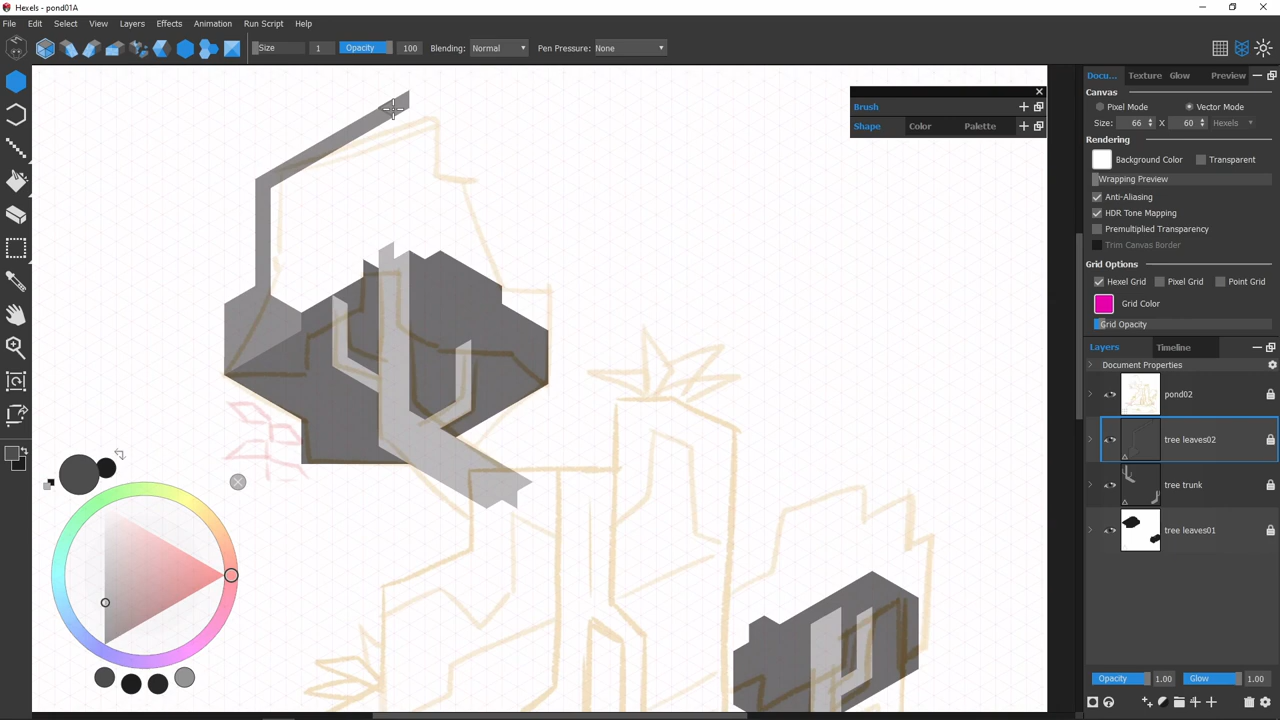 Hexels - pond01A
File Edit Select View Layers Effects Animation Run Script Help
Size 1 Opacity 100 Blending: Normal Pen Pressure: None
Docu... Texture Glow Preview
Brush
Shape Color Palette
Canvas
Pixel Mode Vector Mode
Size: 66 X 60 Hexels
Rendering
Background Color Transparent
Wrapping Preview
Anti-Aliasing
HDR Tone Mapping
Premultiplied Transparency
Trim Canvas Border
Grid Options
Hexel Grid Pixel Grid Point Grid
Grid Color
Grid Opacity
Layers Timeline
Document Properties
pond02
tree leaves02
tree trunk
tree leaves01
Opacity 1.00 Glow 1.00